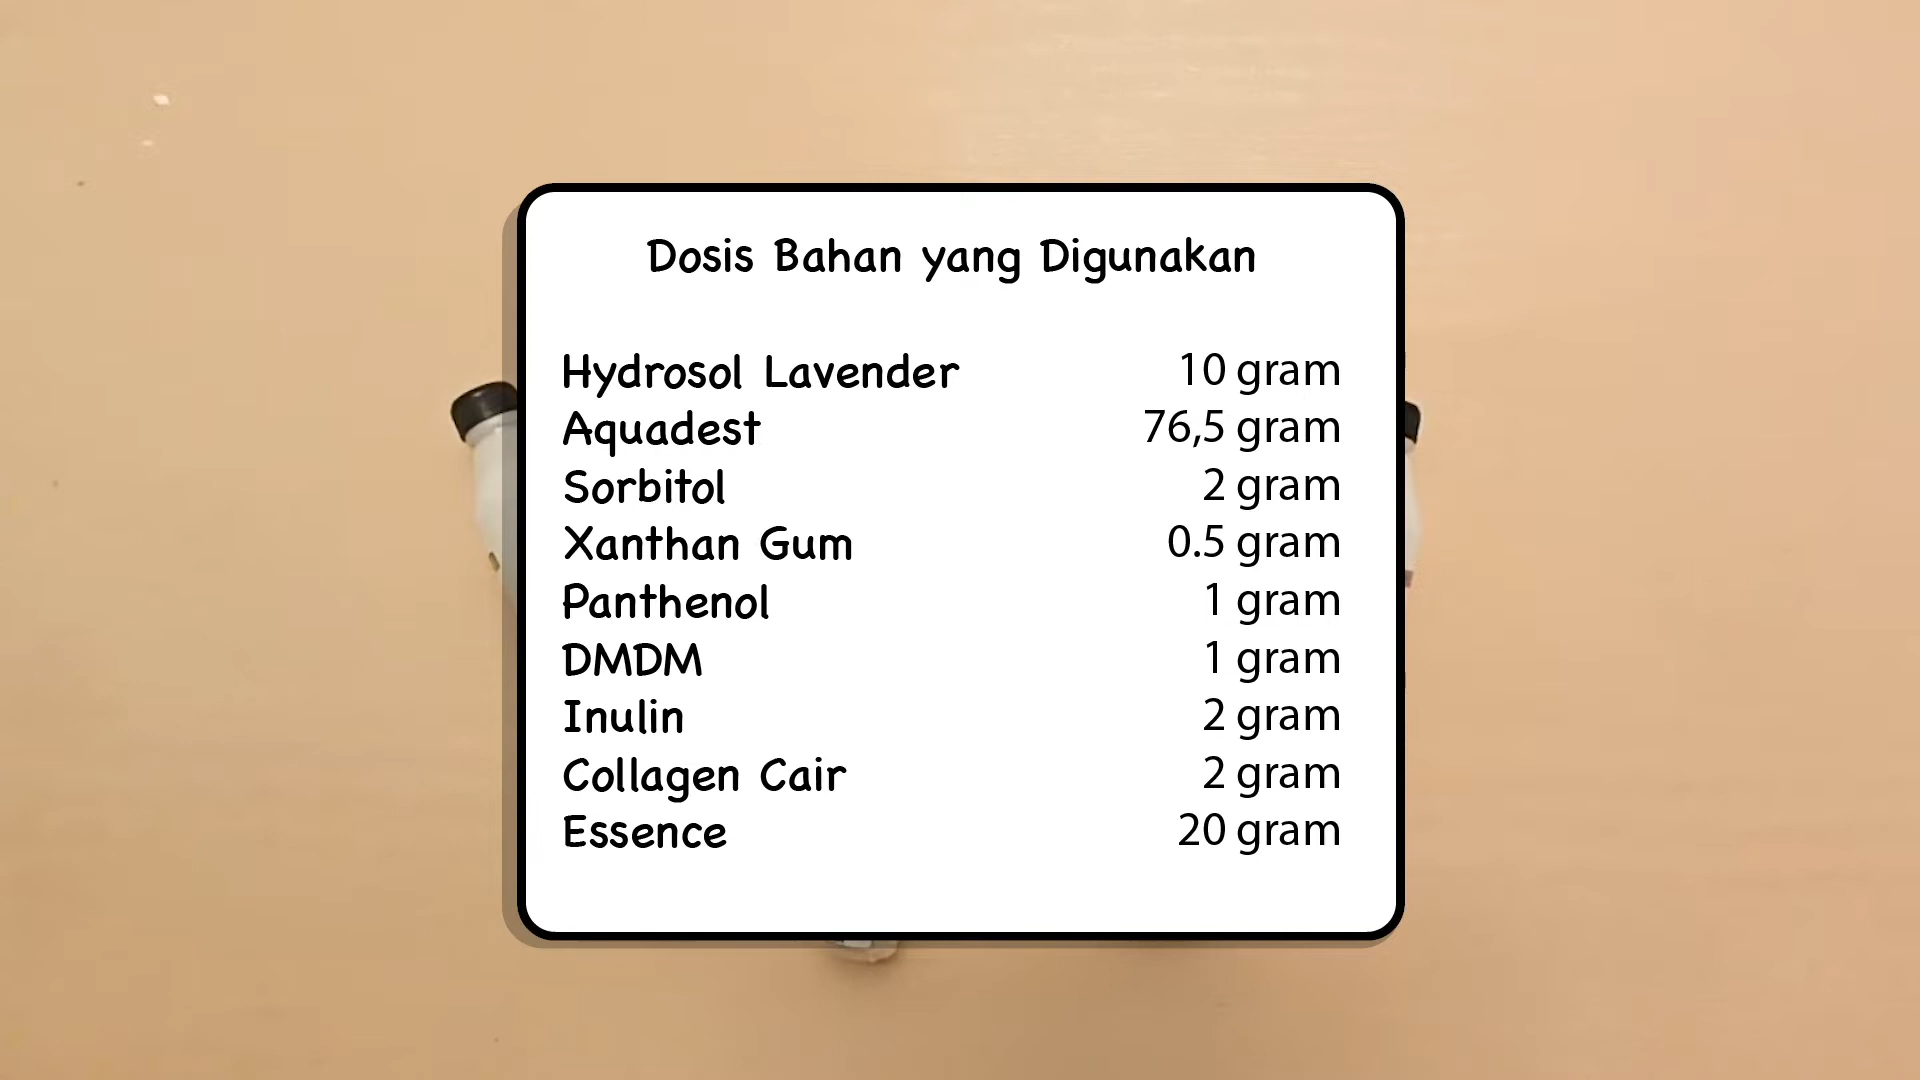 Dosis Bahan yang Digunakan
Hydrosol Lavender 10 gram
Aquadest 76,5 gram
Sorbitol 2 gram
Xanthan Gum 0.5 gram
Panthenol 1 gram
DMDM 1 gram
Inulin 2 gram
Collagen Cair 2 gram
Essence 20 gram